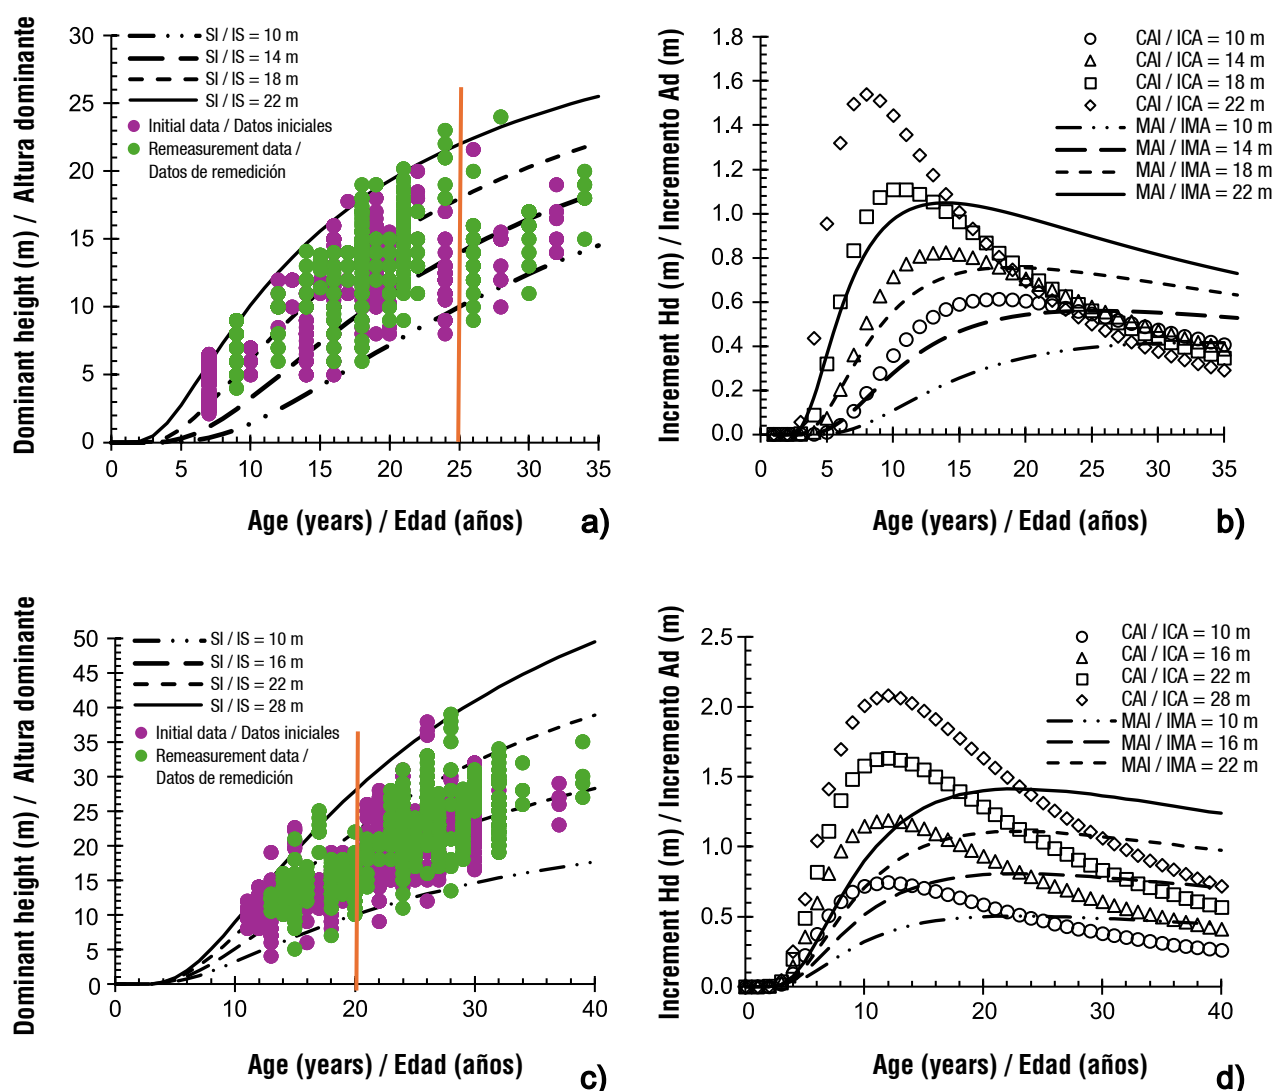 Dominant height (m) / Altura dominante
30
25
20
15
10
5
0
SI / IS = 10 m
SI / IS = 14 m
SI / IS = 18 m
SI / IS = 22 m
Initial data / Datos iniciales
Remeasurement data /
Datos de remedición
0 5 10 15 20 25 30 35
Age (years) / Edad (años)
a)
Increment Hd (m) / Incremento Ad (m)
1.8
1.6
1.4
1.2
1.0
0.8
0.6
0.4
0.2
0.0
CAI / ICA = 10 m
CAI / ICA = 14 m
CAI / ICA = 18 m
CAI / ICA = 22 m
MAI / IMA = 10 m
MAI / IMA = 14 m
MAI / IMA = 18 m
MAI / IMA = 22 m
0 5 10 15 20 25 30 35
Age (years) / Edad (años)
b)
Dominant height (m) / Altura dominante
50
45
40
35
30
25
20
15
10
5
0
SI / IS = 10 m
SI / IS = 16 m
SI / IS = 22 m
SI / IS = 28 m
Initial data / Datos iniciales
Remeasurement data /
Datos de remedición
0 10 20 30 40
Age (years) / Edad (años)
c)
Increment Hd (m) / Incremento Ad (m)
2.5
2.0
1.5
1.0
0.5
0.0
CAI / ICA = 10 m
CAI / ICA = 16 m
CAI / ICA = 22 m
CAI / ICA = 28 m
MAI / IMA = 10 m
MAI / IMA = 16 m
MAI / IMA = 22 m
0 10 20 30 40
Age (years) / Edad (años)
d)